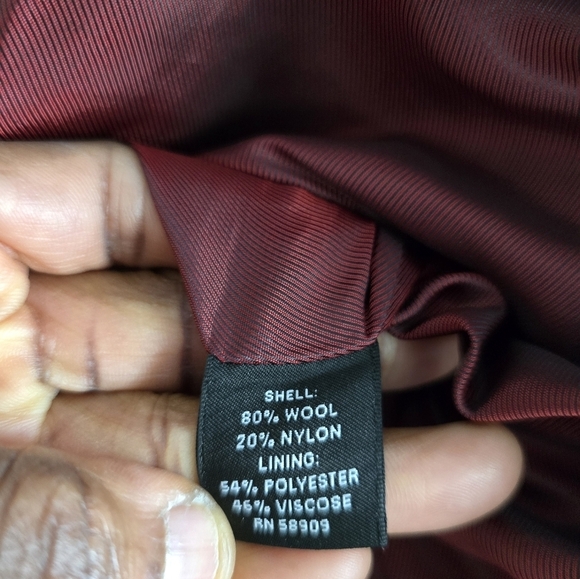 SHELL:
80% WOOL
20% NYLON
LINING:
54% POLYESTER
46% VISCOSE
RN 58909